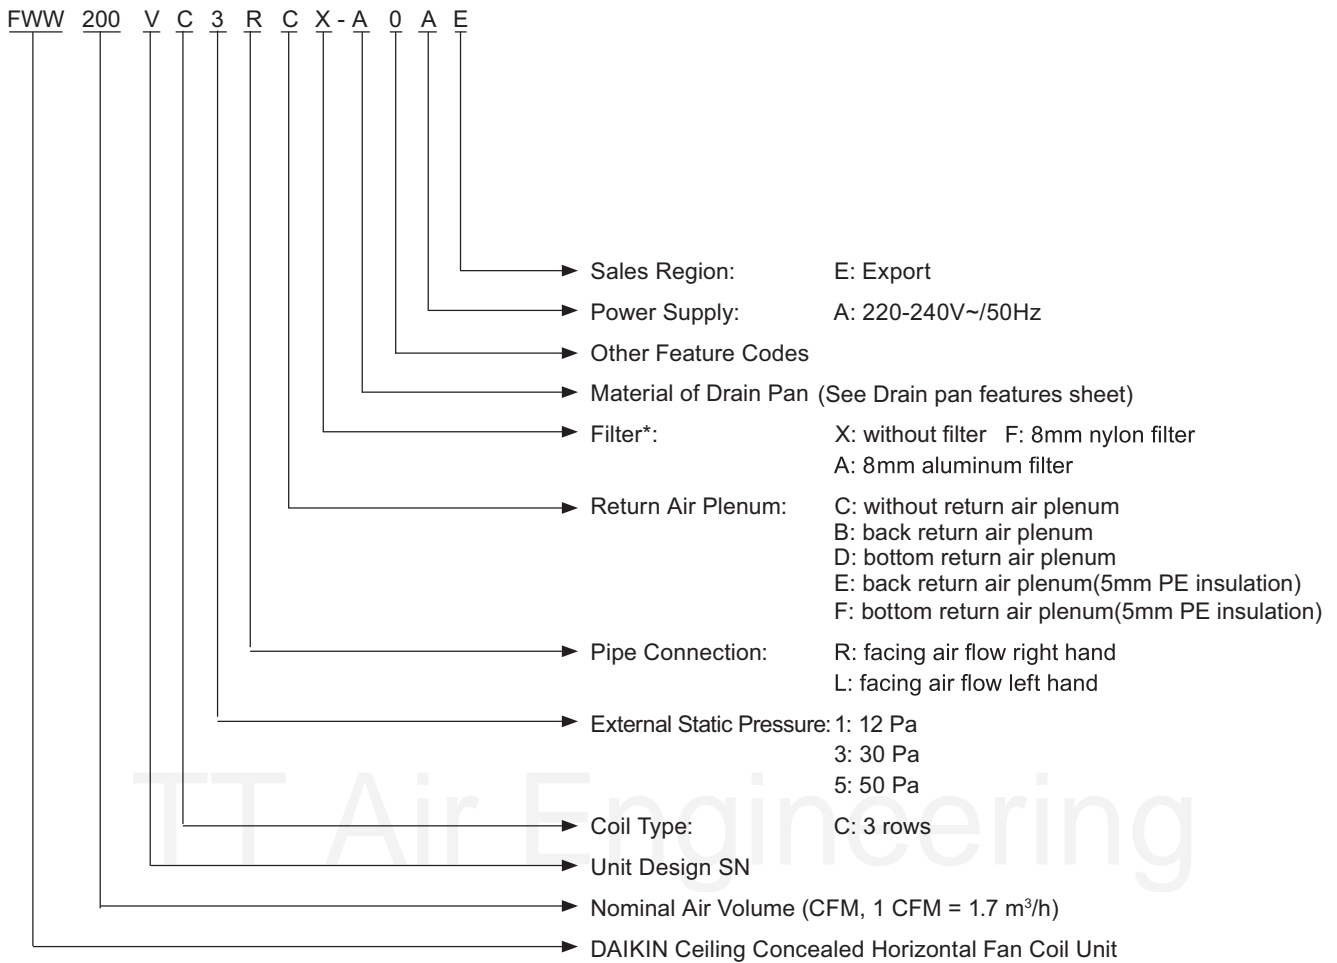 FWW 200 V C 3 R C X - A 0 A E
Sales Region: E: Export
Power Supply: A: 220-240V~/50Hz
Other Feature Codes
Material of Drain Pan (See Drain pan features sheet)
Filter*: X: without filter F: 8mm nylon filter
A: 8mm aluminum filter
Return Air Plenum: C: without return air plenum
B: back return air plenum
D: bottom return air plenum
E: back return air plenum(5mm PE insulation)
F: bottom return air plenum(5mm PE insulation)
Pipe Connection: R: facing air flow right hand
L: facing air flow left hand
External Static Pressure: 1: 12 Pa
3: 30 Pa
5: 50 Pa
TT Air Engineering
Coil Type: C: 3 rows
Unit Design SN
Nominal Air Volume (CFM, 1 CFM = 1.7 m³/h)
DAIKIN Ceiling Concealed Horizontal Fan Coil Unit